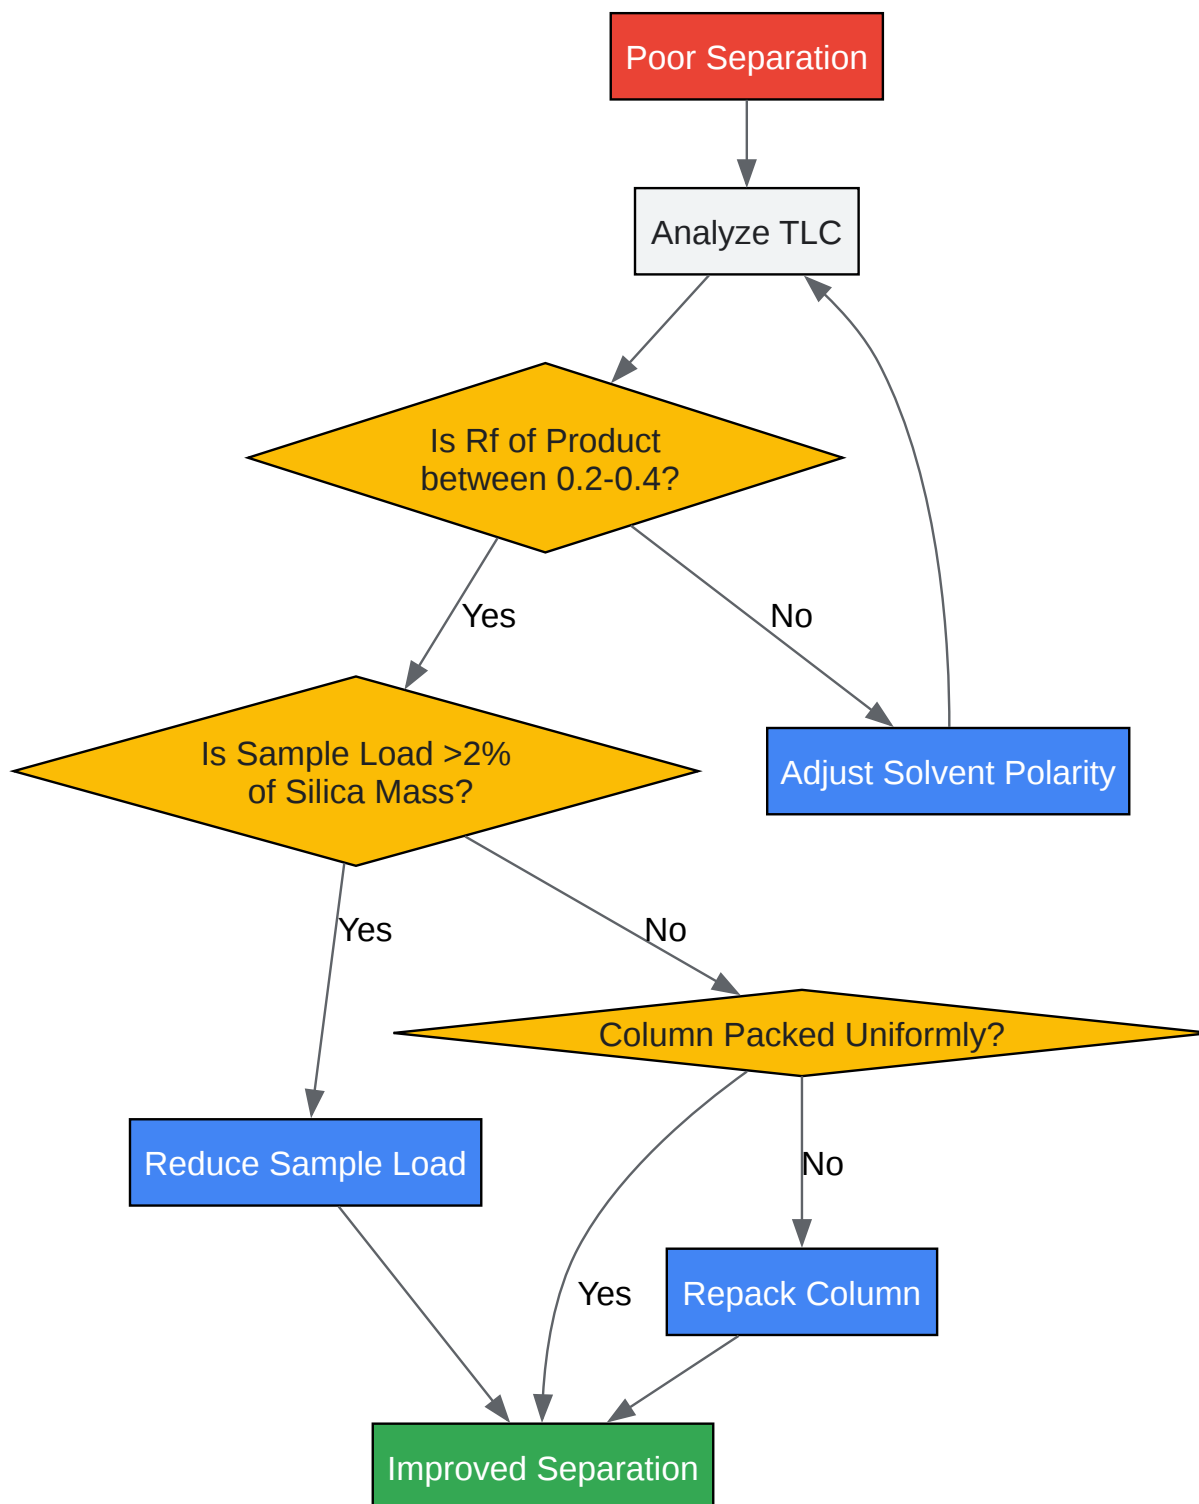 Poor Separation
Analyze TLC
Is Rf of Product
between 0.2-0.4?
Yes
No
Is Sample Load >2%
of Silica Mass?
Adjust Solvent Polarity
Yes
No
Column Packed Uniformly?
Reduce Sample Load
No
Yes
Repack Column
Improved Separation